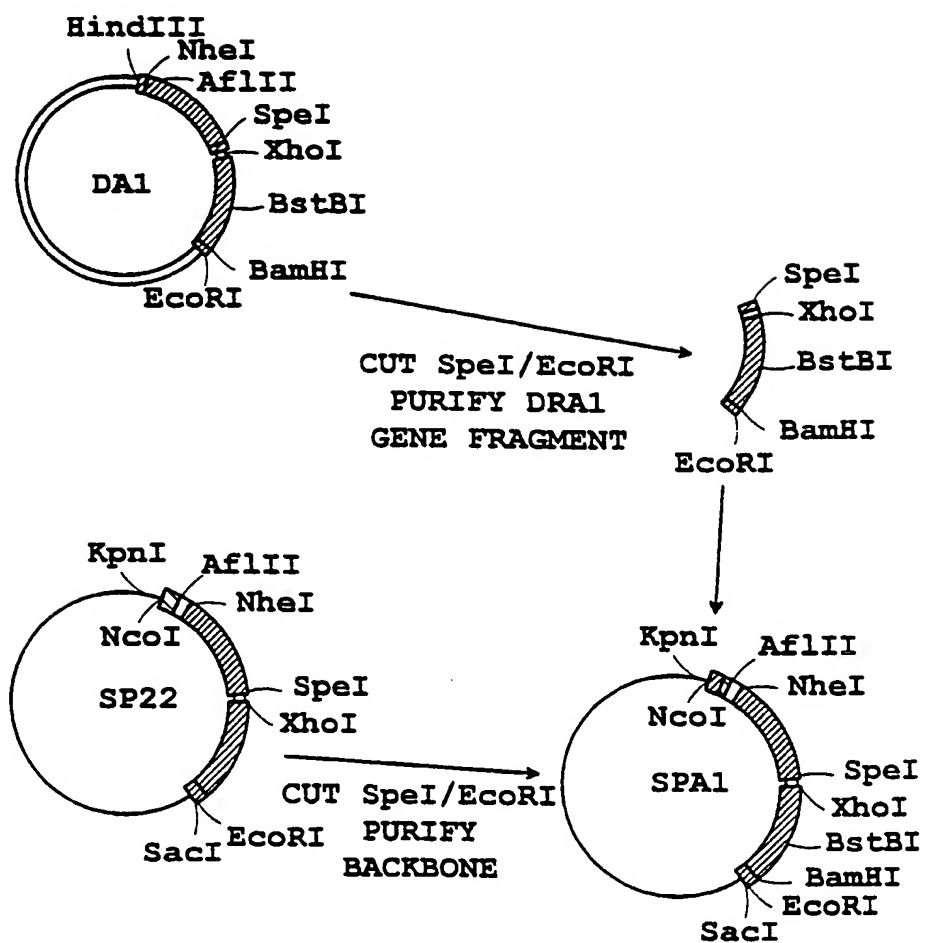 HindIII
NheI
AflII
SpeI
XhoI
DA1
BstBI
BamHI
EcoRI
CUT SpeI/EcoRI
PURIFY DRA1
GENE FRAGMENT
SpeI
XhoI
BstBI
BamHI
EcoRI
KpnI
AflII
NheI
NcoI
SP22
SpeI
XhoI
EcoRI
SacI
CUT SpeI/EcoRI
PURIFY
BACKBONE
KpnI
AflII
NheI
NcoI
SPA1
SpeI
XhoI
BstBI
BamHI
EcoRI
SacI